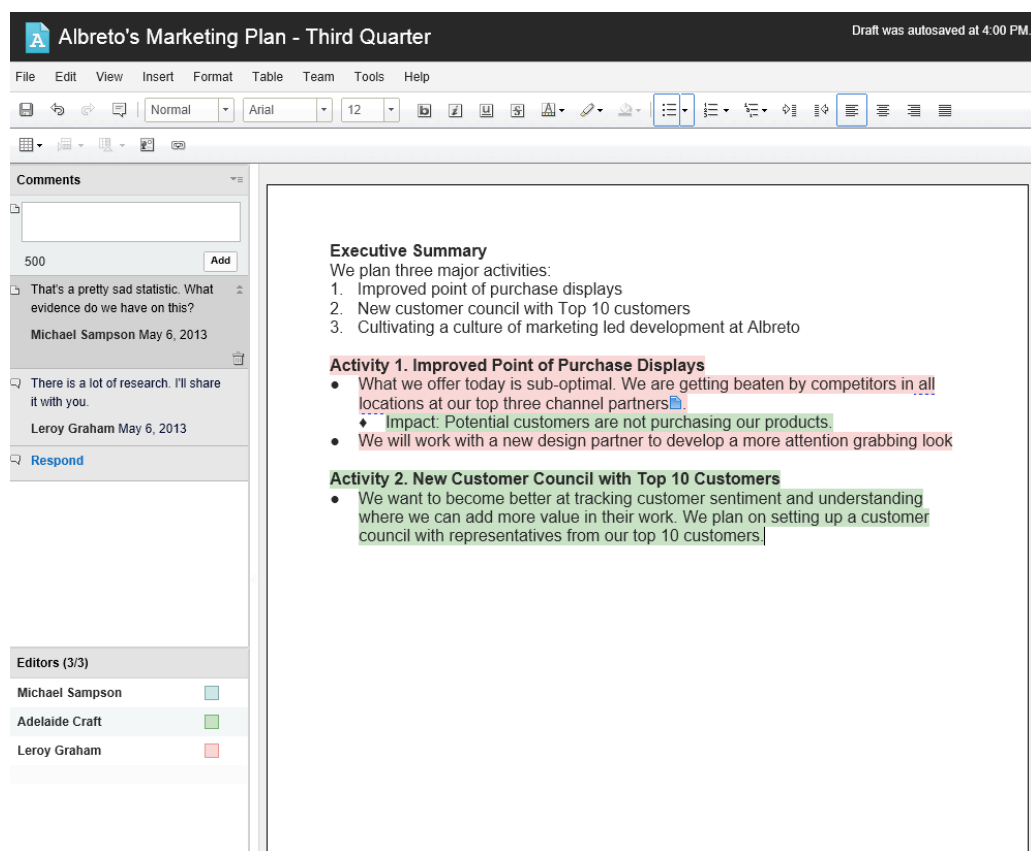 Albreto's Marketing Plan - Third Quarter
Draft was autosaved at 4:00 PM.
File Edit View Insert Format Table Team Tools Help
Normal Arial 12
Comments
500 Add
That's a pretty sad statistic. What
evidence do we have on this?
Michael Sampson May 6, 2013
There is a lot of research. I'll share
it with you.
Leroy Graham May 6, 2013
Respond
Editors (3/3)
Michael Sampson
Adelaide Craft
Leroy Graham
Executive Summary
We plan three major activities:
1. Improved point of purchase displays
2. New customer council with Top 10 customers
3. Cultivating a culture of marketing led development at Albreto
Activity 1. Improved Point of Purchase Displays
● What we offer today is sub-optimal. We are getting beaten by competitors in all
locations at our top three channel partners.
♦ Impact: Potential customers are not purchasing our products.
● We will work with a new design partner to develop a more attention grabbing look
Activity 2. New Customer Council with Top 10 Customers
● We want to become better at tracking customer sentiment and understanding
where we can add more value in their work. We plan on setting up a customer
council with representatives from our top 10 customers.